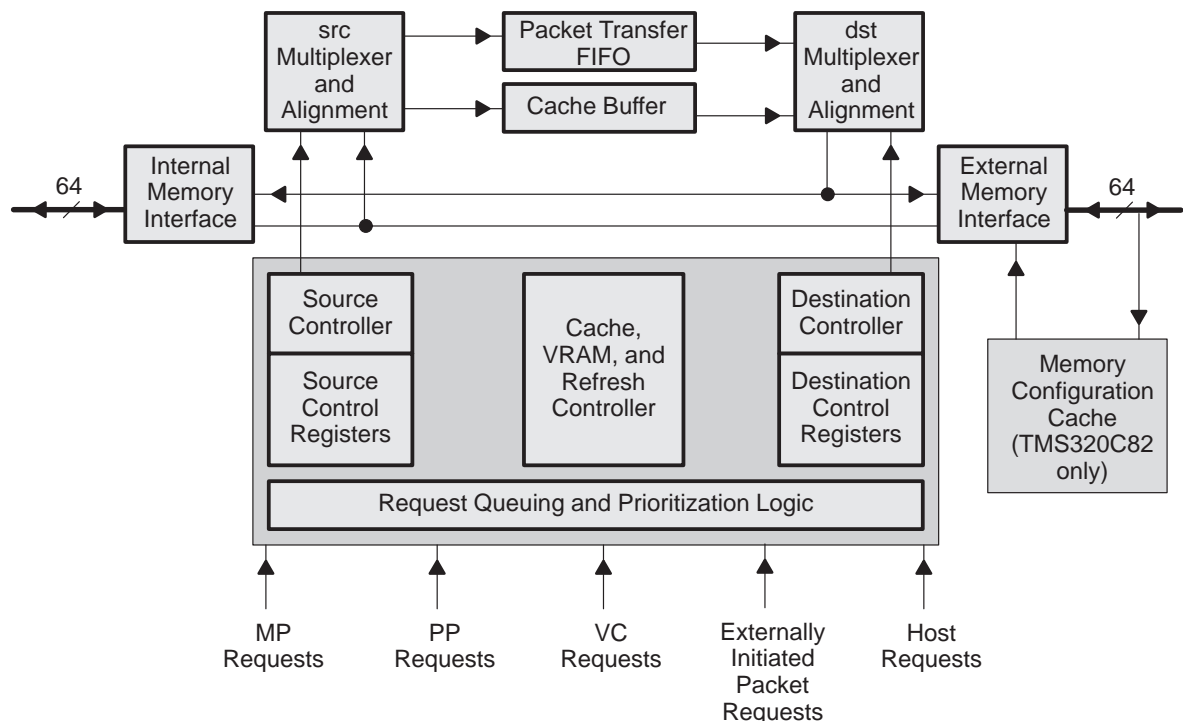 src
Multiplexer
and
Alignment
Packet Transfer
FIFO
Cache Buffer
dst
Multiplexer
and
Alignment
64
Internal
Memory
Interface
External
Memory
Interface
64
Source
Controller
Source
Control
Registers
Cache,
VRAM, and
Refresh
Controller
Destination
Controller
Destination
Control
Registers
Memory
Configuration
Cache
(TMS320C82
only)
Request Queuing and Prioritization Logic
MP
Requests
PP
Requests
VC
Requests
Externally
Initiated
Packet
Requests
Host
Requests